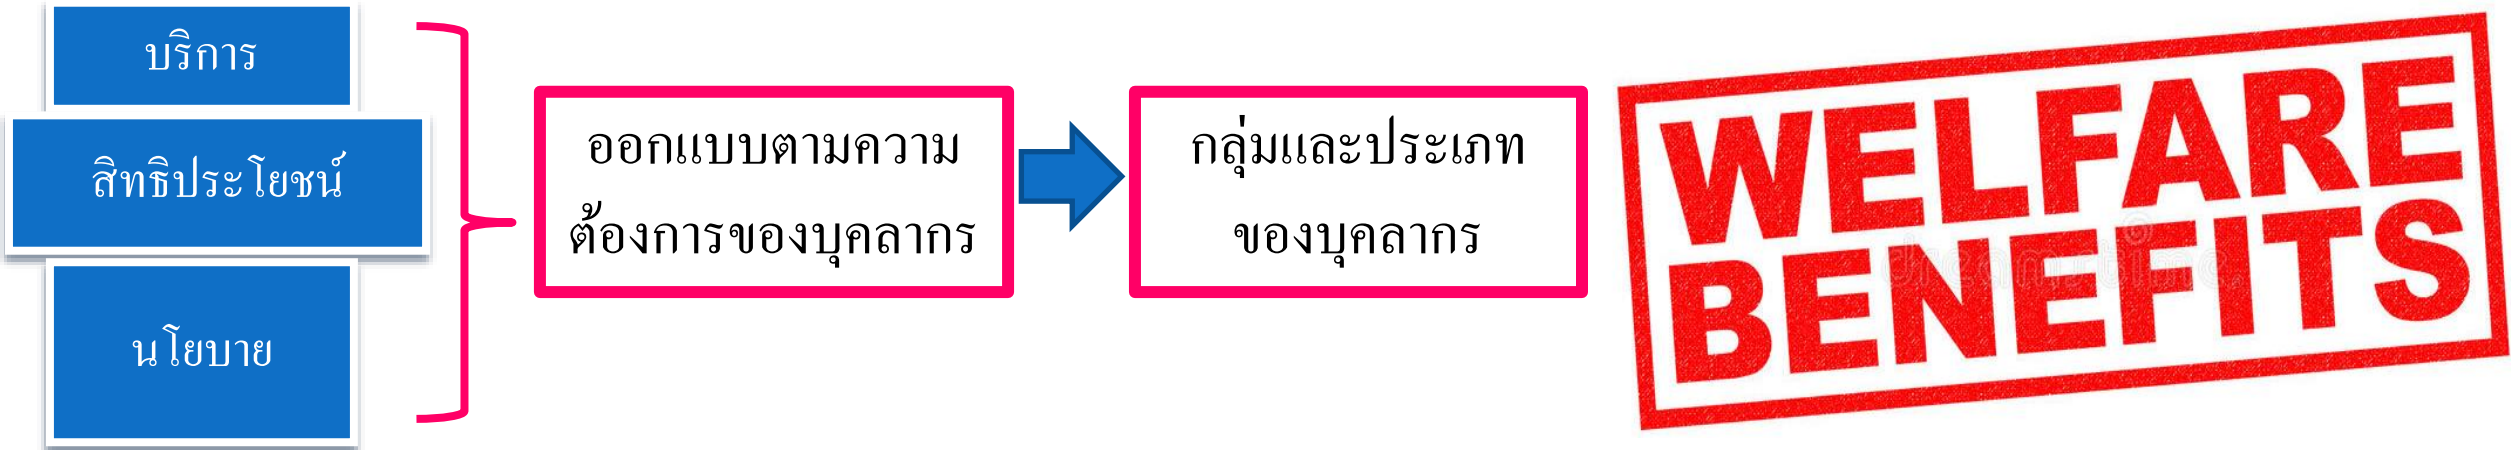 บริการ
สิทธิประโยชน์
นโยบาย
ออกแบบตามความ
ต้องการของบุคลากร
กลุ่มและประเภท
ของบุคลากร
WELFARE
BENEFITS
dreamstime